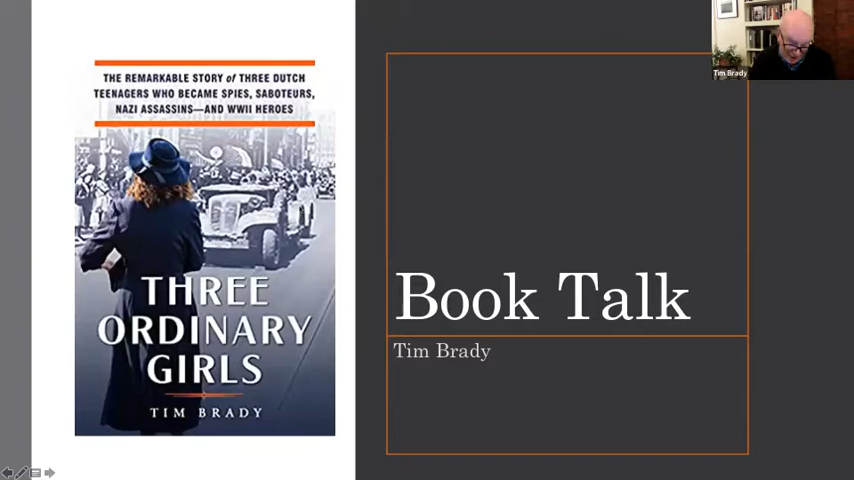 THE REMARKABLE STORY of THREE DUTCH
TEENAGERS WHO BECAME SPIES, SABOTEURS,
NAZI ASSASSINS—AND WWII HEROES
THREE
ORDINARY
GIRLS
TIM BRADY
Book Talk
Tim Brady
Tim Brady